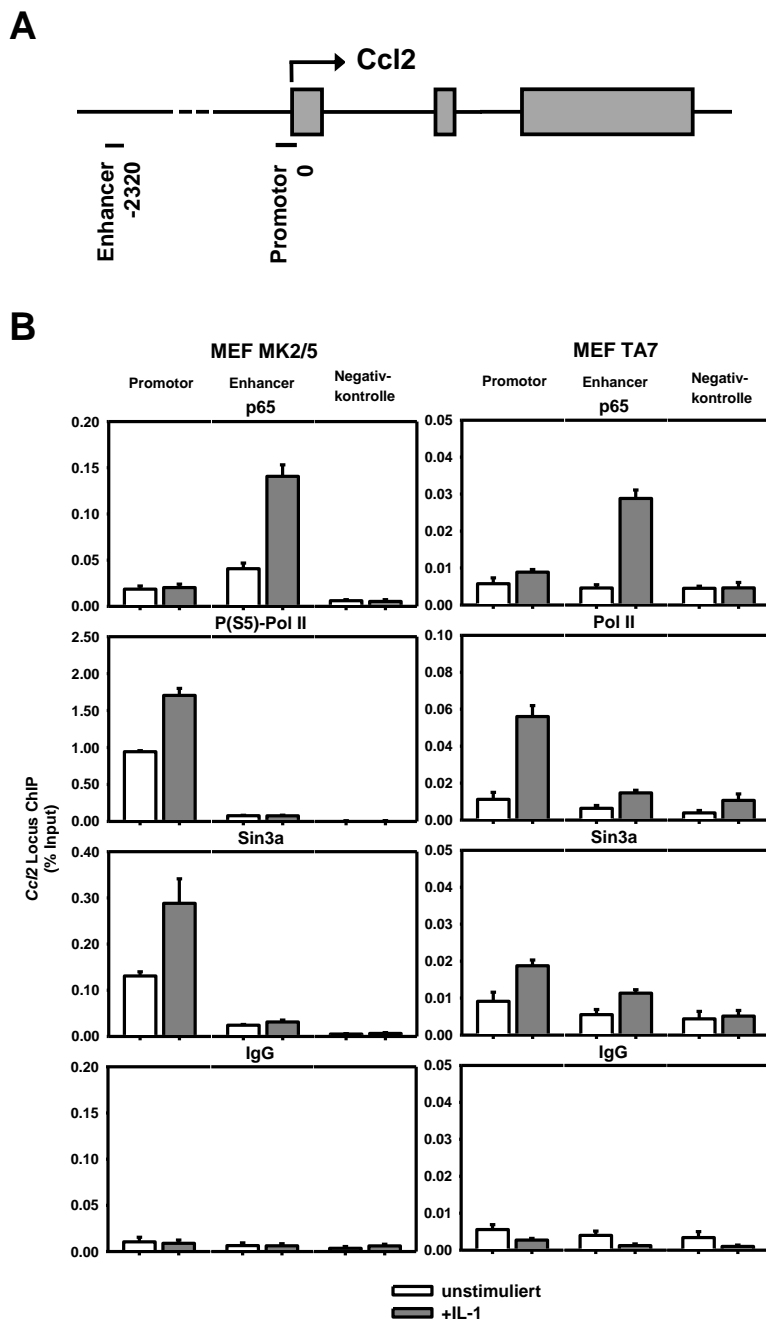 A
Ccl2
Enhancer
-2320
Promotor
0
B
MEF MK2/5
MEF TA7
Promotor
Enhancer
Negativ-
kontrolle
Promotor
Enhancer
Negativ-
kontrolle
p65
p65
0.20
0.15
0.10
0.05
0.00
0.05
0.04
0.03
0.02
0.01
0.00
P(S5)-Pol II
Pol II
2.50
2.00
1.50
1.00
0.50
0.00
0.10
0.08
0.06
0.04
0.02
0.00
Sin3a
Sin3a
Ccl2 Locus ChIP
(% Input)
0.40
0.30
0.20
0.10
0.00
0.05
0.04
0.03
0.02
0.01
0.00
IgG
IgG
0.20
0.15
0.10
0.05
0.00
0.05
0.04
0.03
0.02
0.01
0.00
unstimuliert
+IL-1